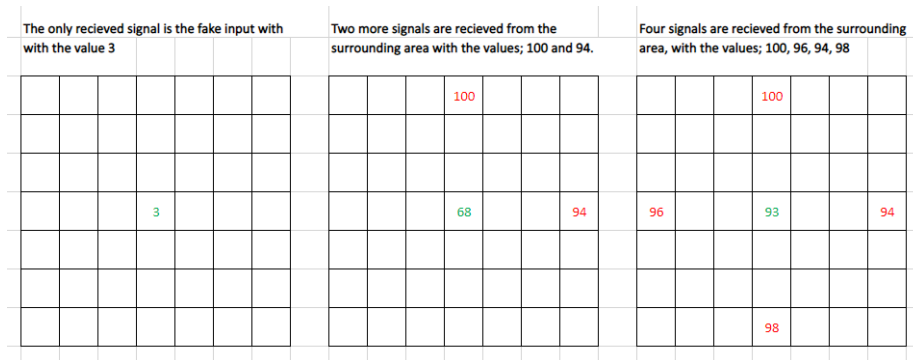 The only recieved signal is the fake input with
with the value 3
3
Two more signals are recieved from the
surrounding area with the values; 100 and 94.
100
68 94
Four signals are recieved from the surrounding
area, with the values; 100, 96, 94, 98
100
96 93 94
98